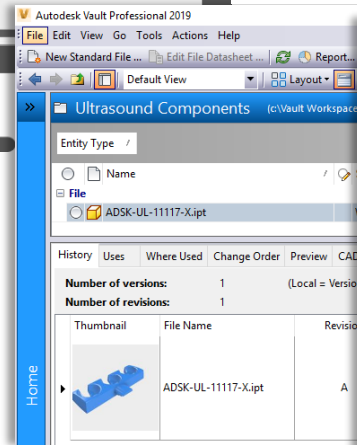 Autodesk Vault Professional 2019
File Edit View Go Tools Actions Help
New Standard File ... Edit File Datasheet ... Report...
Default View Layout
Ultrasound Components (c:\Vault Workspace
Entity Type /
Name /
File
ADSK-UL-11117-X.ipt
History Uses Where Used Change Order Preview CAD
Number of versions: 1 (Local = Versio
Number of revisions: 1
Thumbnail File Name Revisio
ADSK-UL-11117-X.ipt A
Home